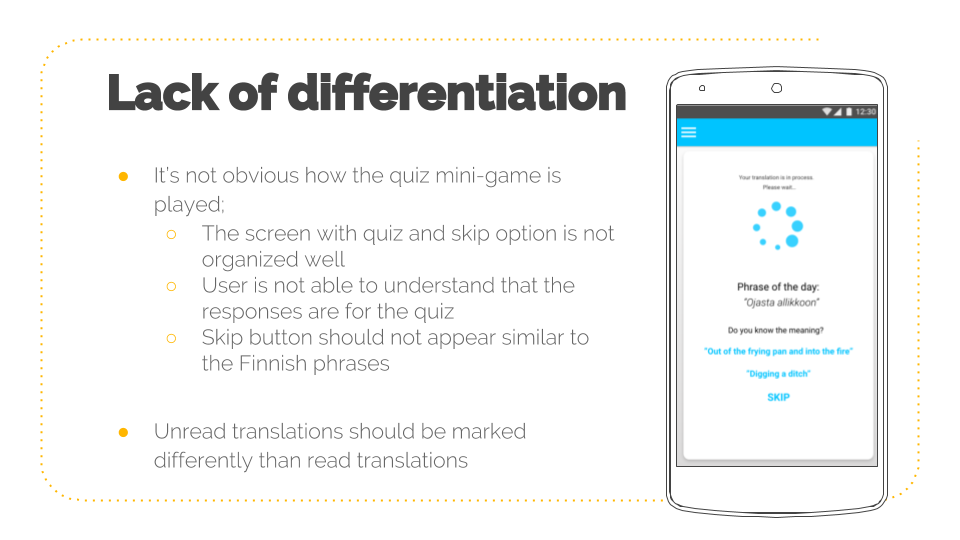 Lack of differentiation
● It's not obvious how the quiz mini-game is
played;
○ The screen with quiz and skip option is not
organized well
○ User is not able to understand that the
responses are for the quiz
○ Skip button should not appear similar to
the Finnish phrases
● Unread translations should be marked
differently than read translations
12:30
Your translation is in process.
Please wait...
Phrase of the day:
"Ojasta allikkoon"
Do you know the meaning?
"Out of the frying pan and into the fire"
"Digging a ditch"
SKIP